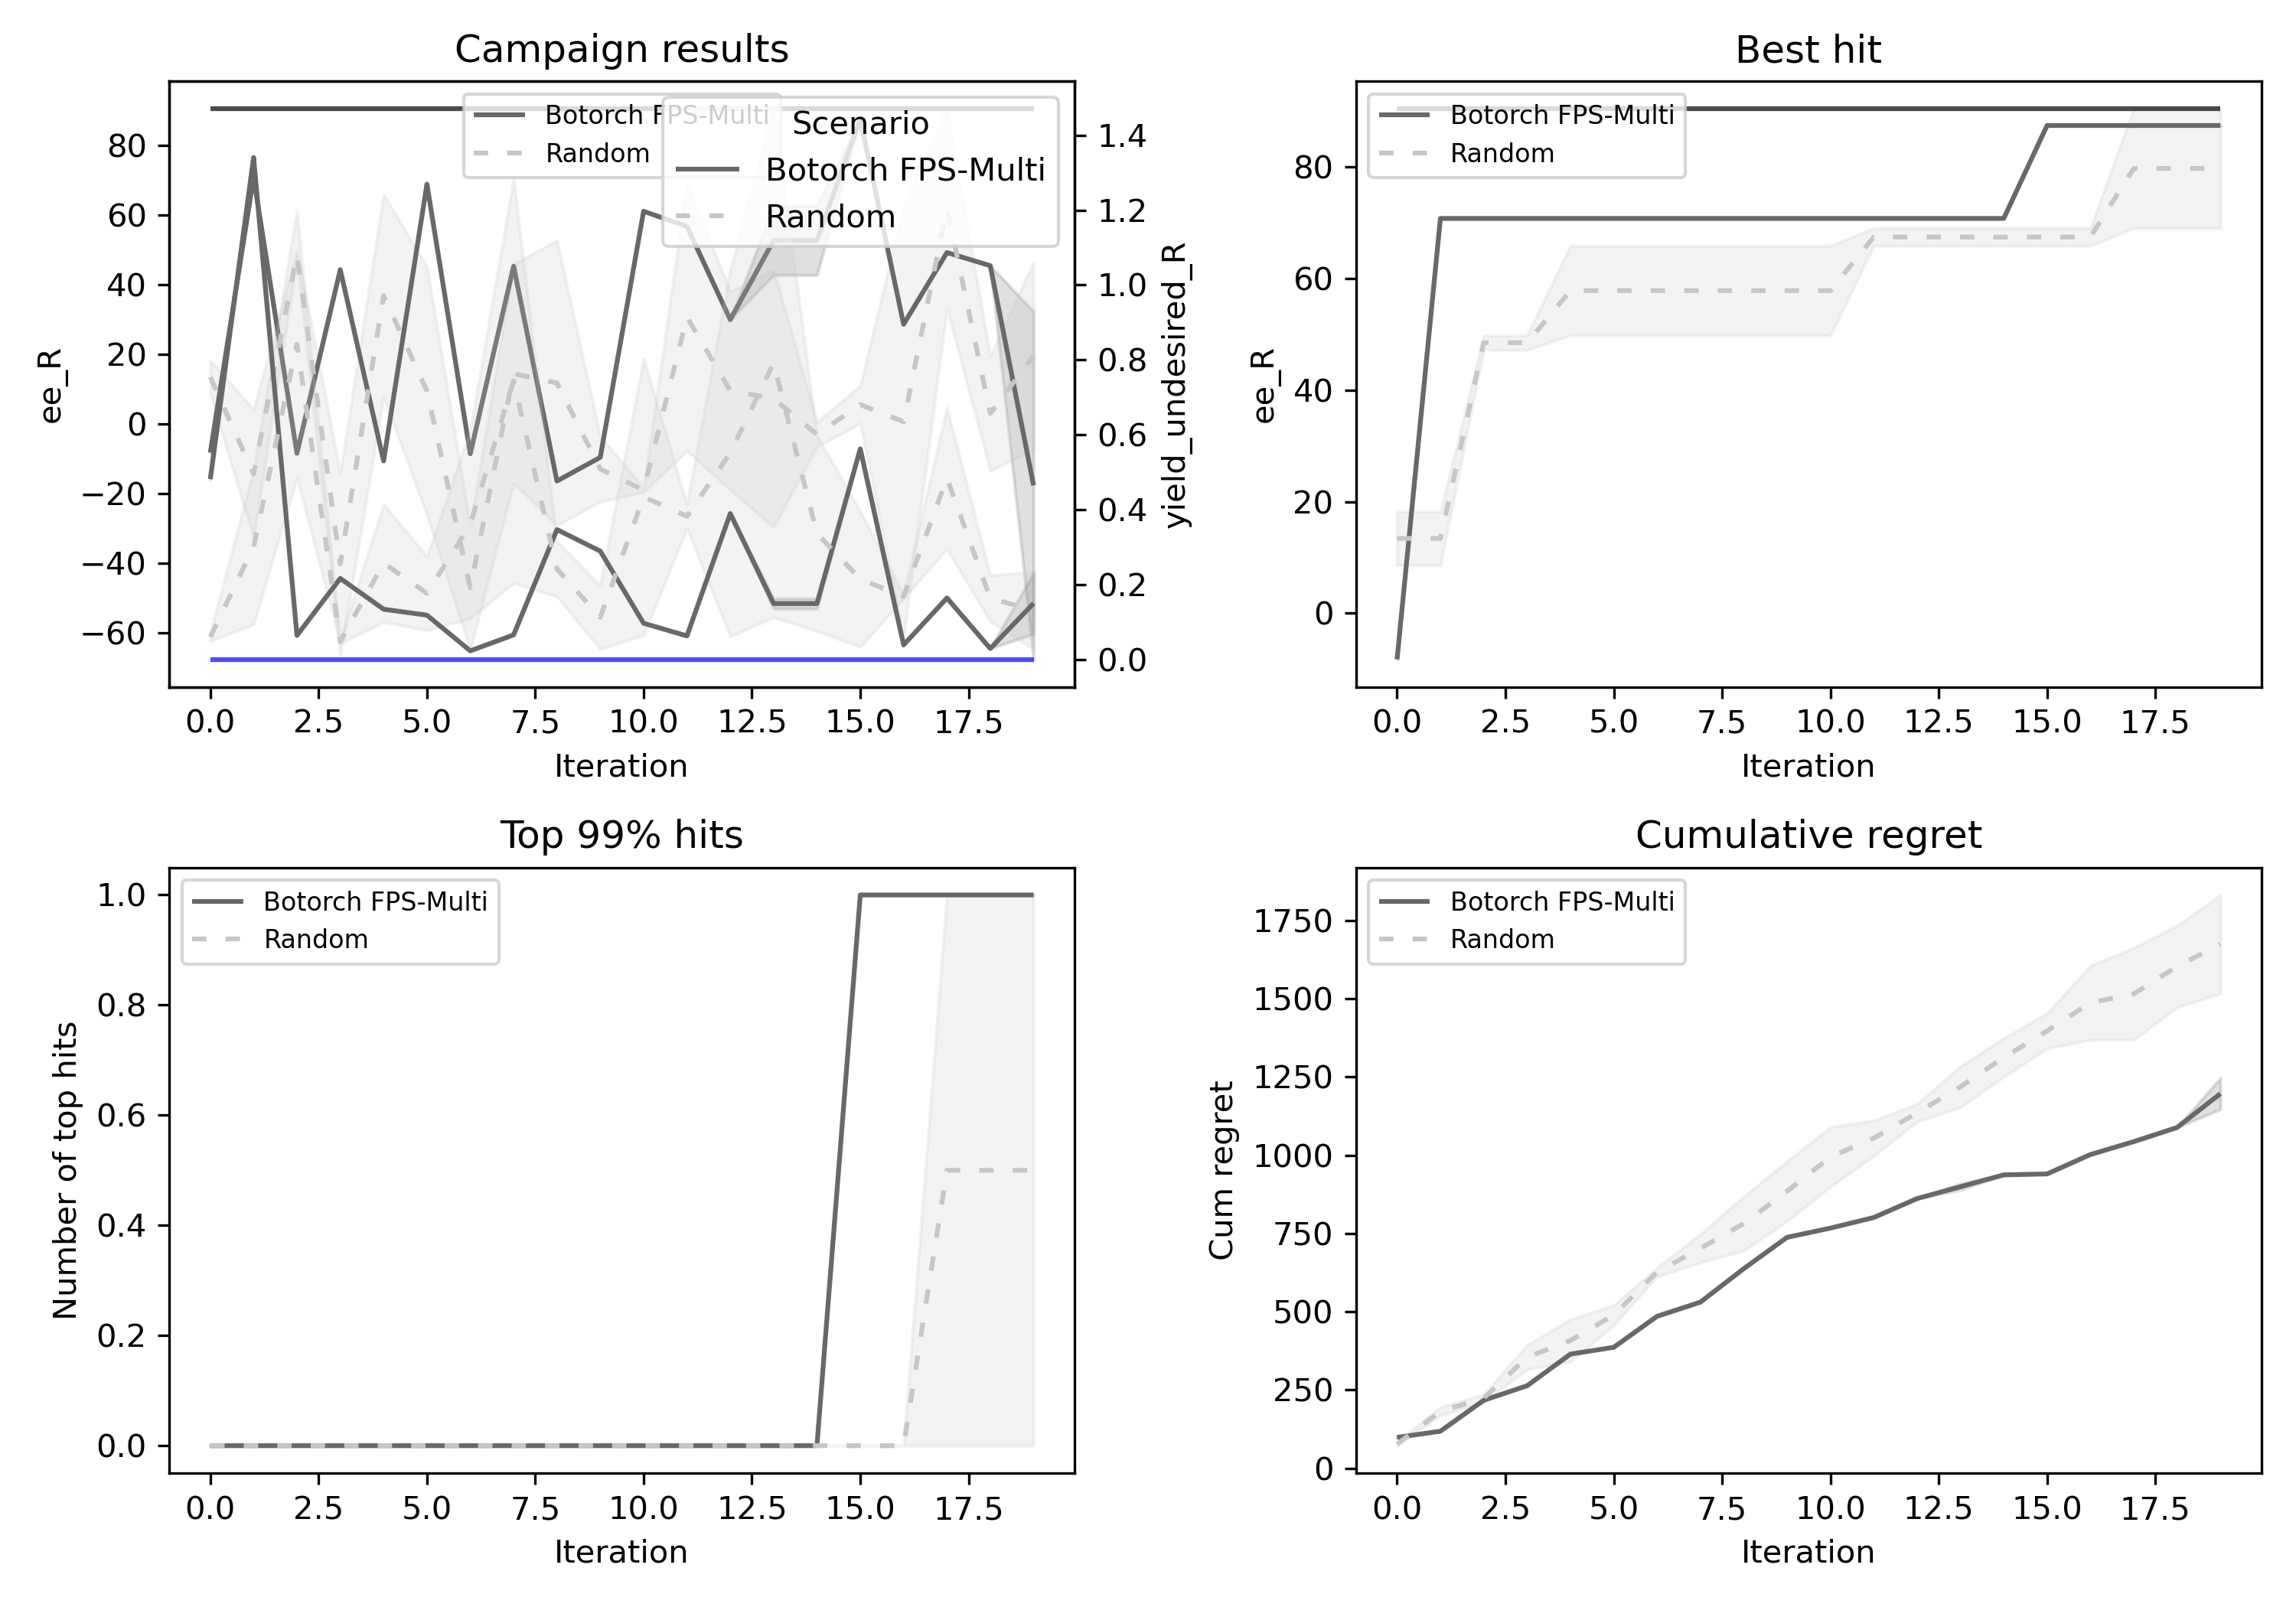 Campaign results
80
60
40
20
0
−20
−40
−60
ee_R
Botorch FPS-Multi
Random
Scenario
Botorch FPS-Multi
Random
1.4
1.2
1.0
0.8
0.6
0.4
0.2
0.0
yield_undesired_R
0.0 2.5 5.0 7.5 10.0 12.5 15.0 17.5
Iteration
Best hit
Botorch FPS-Multi
Random
80
60
40
20
0
ee_R
0.0 2.5 5.0 7.5 10.0 12.5 15.0 17.5
Iteration
Top 99% hits
Botorch FPS-Multi
Random
1.0
0.8
0.6
0.4
0.2
0.0
Number of top hits
0.0 2.5 5.0 7.5 10.0 12.5 15.0 17.5
Iteration
Cumulative regret
Botorch FPS-Multi
Random
1750
1500
1250
1000
750
500
250
0
Cum regret
0.0 2.5 5.0 7.5 10.0 12.5 15.0 17.5
Iteration